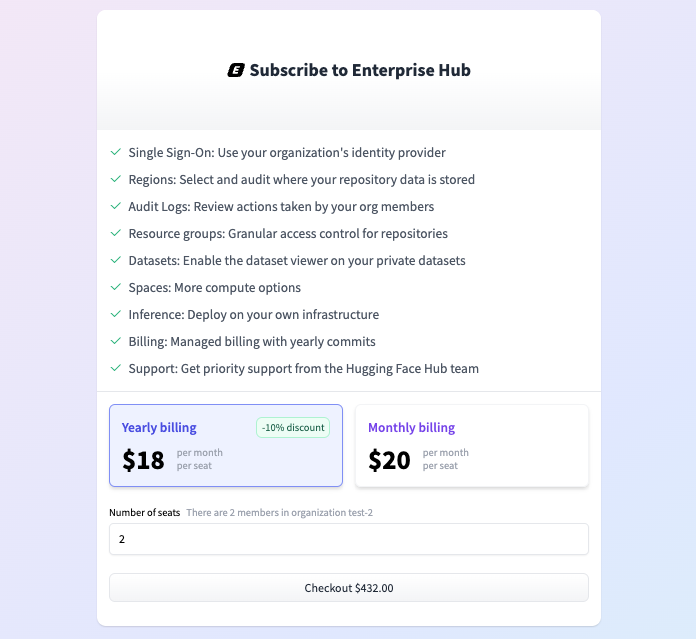 E Subscribe to Enterprise Hub
Single Sign-On: Use your organization's identity provider
Regions: Select and audit where your repository data is stored
Audit Logs: Review actions taken by your org members
Resource groups: Granular access control for repositories
Datasets: Enable the dataset viewer on your private datasets
Spaces: More compute options
Inference: Deploy on your own infrastructure
Billing: Managed billing with yearly commits
Support: Get priority support from the Hugging Face Hub team
Yearly billing -10% discount
$18 per month
per seat
Monthly billing
$20 per month
per seat
Number of seats There are 2 members in organization test-2
2
Checkout $432.00